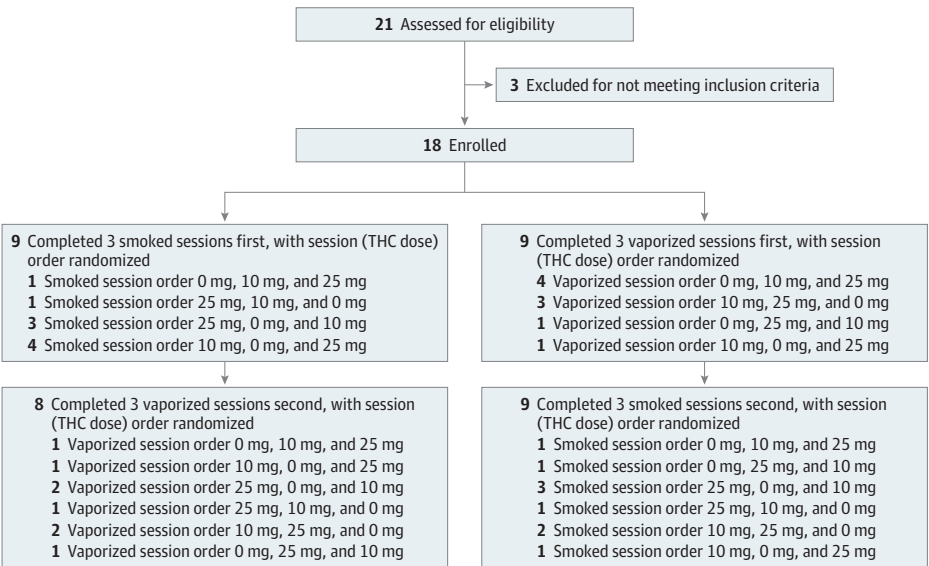 21 Assessed for eligibility
3 Excluded for not meeting inclusion criteria
18 Enrolled
9 Completed 3 smoked sessions first, with session (THC dose)
order randomized
1 Smoked session order 0 mg, 10 mg, and 25 mg
1 Smoked session order 25 mg, 10 mg, and 0 mg
3 Smoked session order 25 mg, 0 mg, and 10 mg
4 Smoked session order 10 mg, 0 mg, and 25 mg
9 Completed 3 vaporized sessions first, with session
(THC dose) order randomized
4 Vaporized session order 0 mg, 10 mg, and 25 mg
3 Vaporized session order 10 mg, 25 mg, and 0 mg
1 Vaporized session order 0 mg, 25 mg, and 10 mg
1 Vaporized session order 10 mg, 0 mg, and 25 mg
8 Completed 3 vaporized sessions second, with session
(THC dose) order randomized
1 Vaporized session order 0 mg, 10 mg, and 25 mg
1 Vaporized session order 10 mg, 0 mg, and 25 mg
2 Vaporized session order 25 mg, 0 mg, and 10 mg
1 Vaporized session order 25 mg, 10 mg, and 0 mg
2 Vaporized session order 10 mg, 25 mg, and 0 mg
1 Vaporized session order 0 mg, 25 mg, and 10 mg
9 Completed 3 smoked sessions second, with session
(THC dose) order randomized
1 Smoked session order 0 mg, 10 mg, and 25 mg
1 Smoked session order 0 mg, 25 mg, and 10 mg
3 Smoked session order 25 mg, 0 mg, and 10 mg
1 Smoked session order 25 mg, 10 mg, and 0 mg
2 Smoked session order 10 mg, 25 mg, and 0 mg
1 Smoked session order 10 mg, 0 mg, and 25 mg